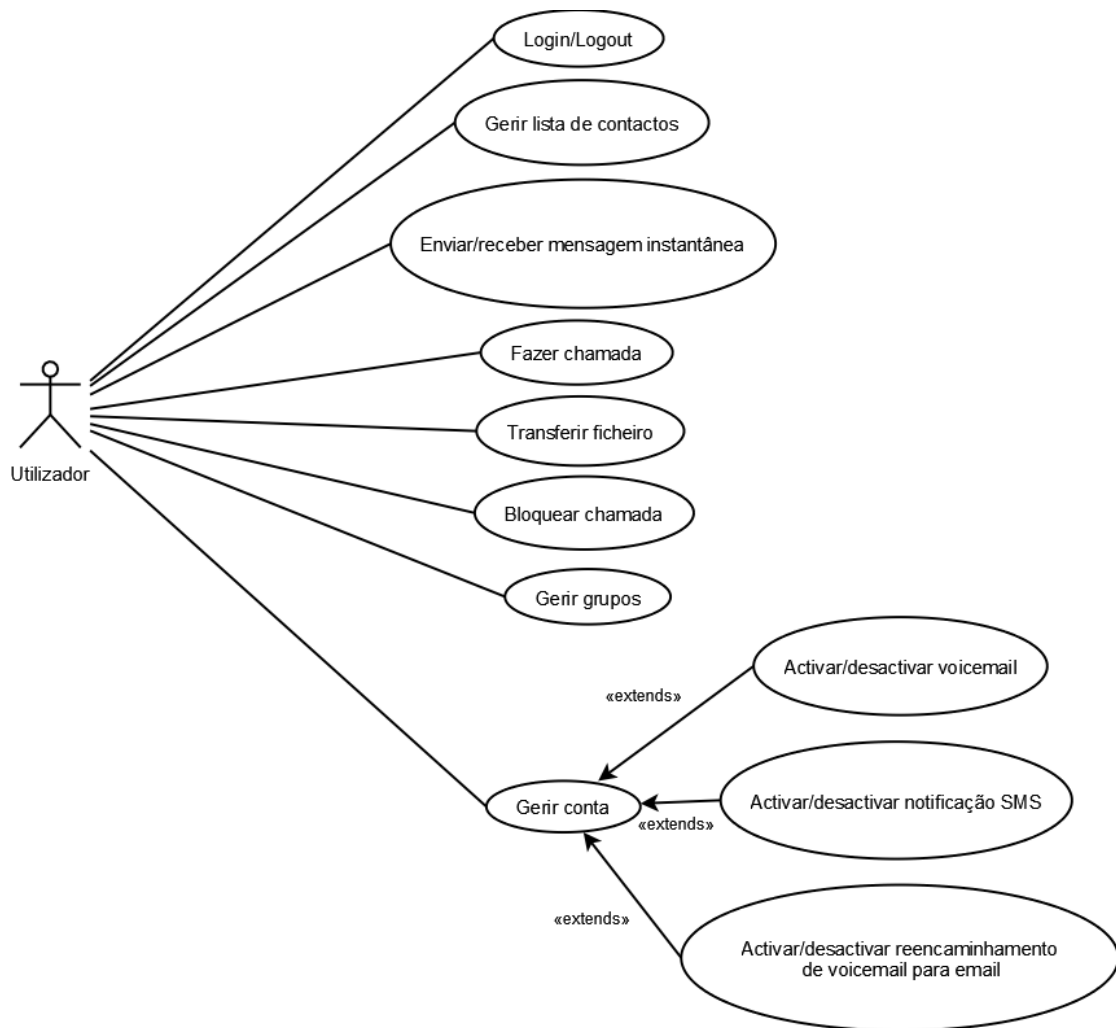 Login/Logout
Gerir lista de contactos
Enviar/receber mensagem instantânea
Fazer chamada
Transferir ficheiro
Utilizador
Bloquear chamada
Gerir grupos
Activar/desactivar voicemail
«extends»
Gerir conta
Activar/desactivar notificação SMS
«extends»
«extends»
Activar/desactivar reencaminhamento
de voicemail para email